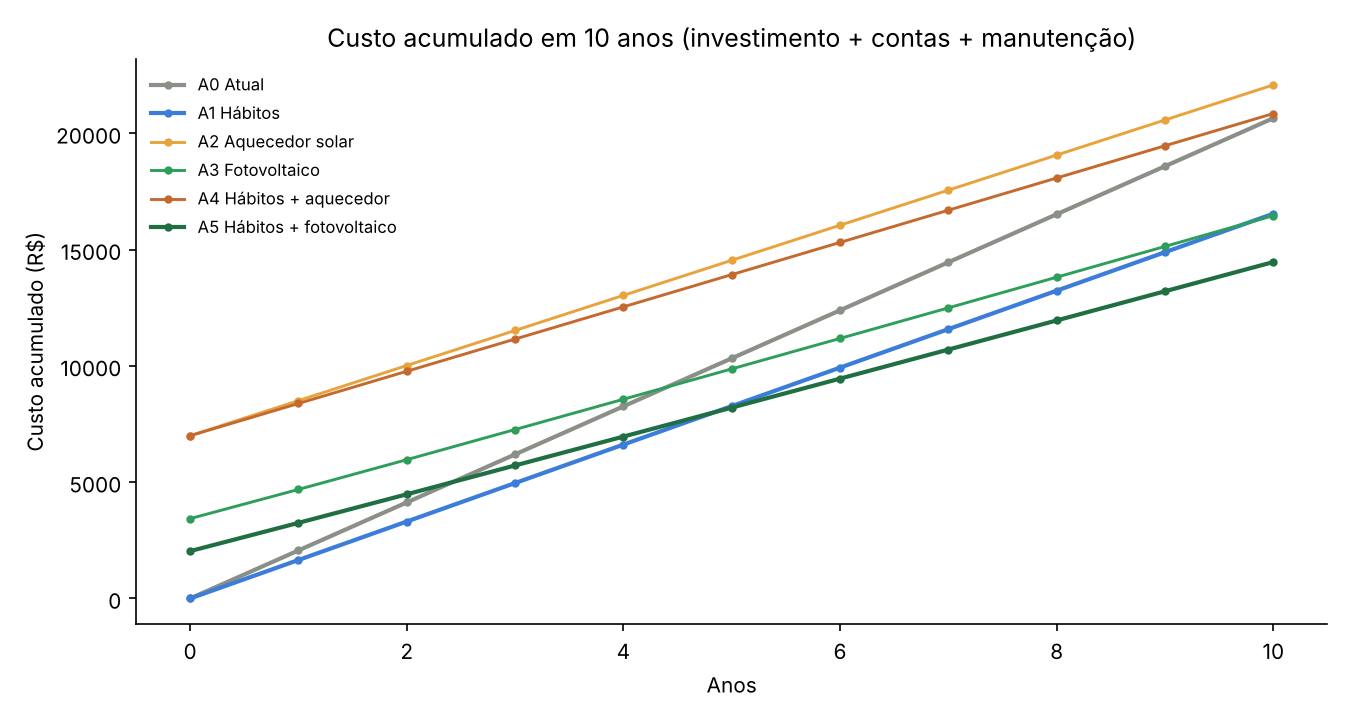 Custo acumulado em 10 anos (investimento + contas + manutenção)
A0 Atual
A1 Hábitos
A2 Aquecedor solar
A3 Fotovoltaico
A4 Hábitos + aquecedor
A5 Hábitos + fotovoltaico
Custo acumulado (R$)
20000
15000
10000
5000
0
0 2 4 6 8 10
Anos